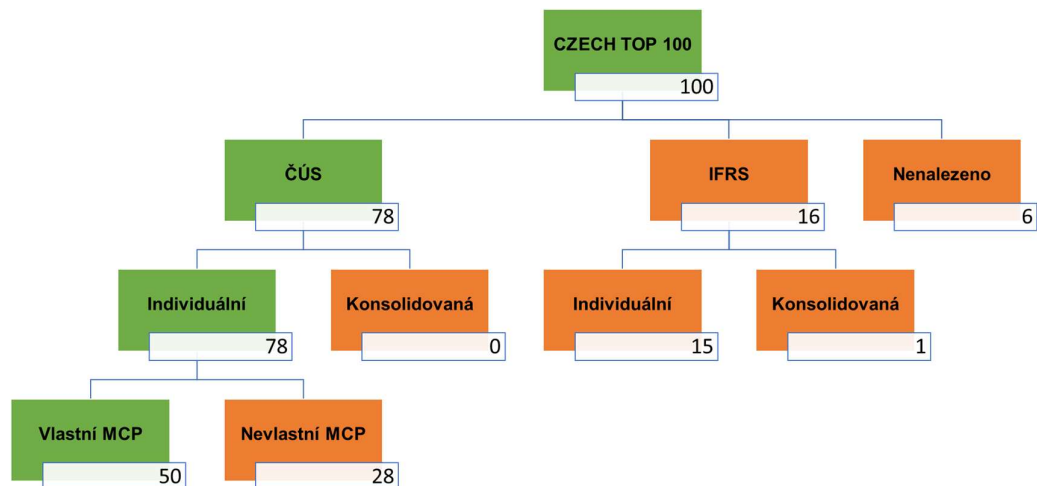 CZECH TOP 100
100
ČÚS
78
IFRS
16
Nenalezeno
6
Individuální
78
Konsolidovaná
0
Individuální
15
Konsolidovaná
1
Vlastní MCP
50
Nevlastní MCP
28